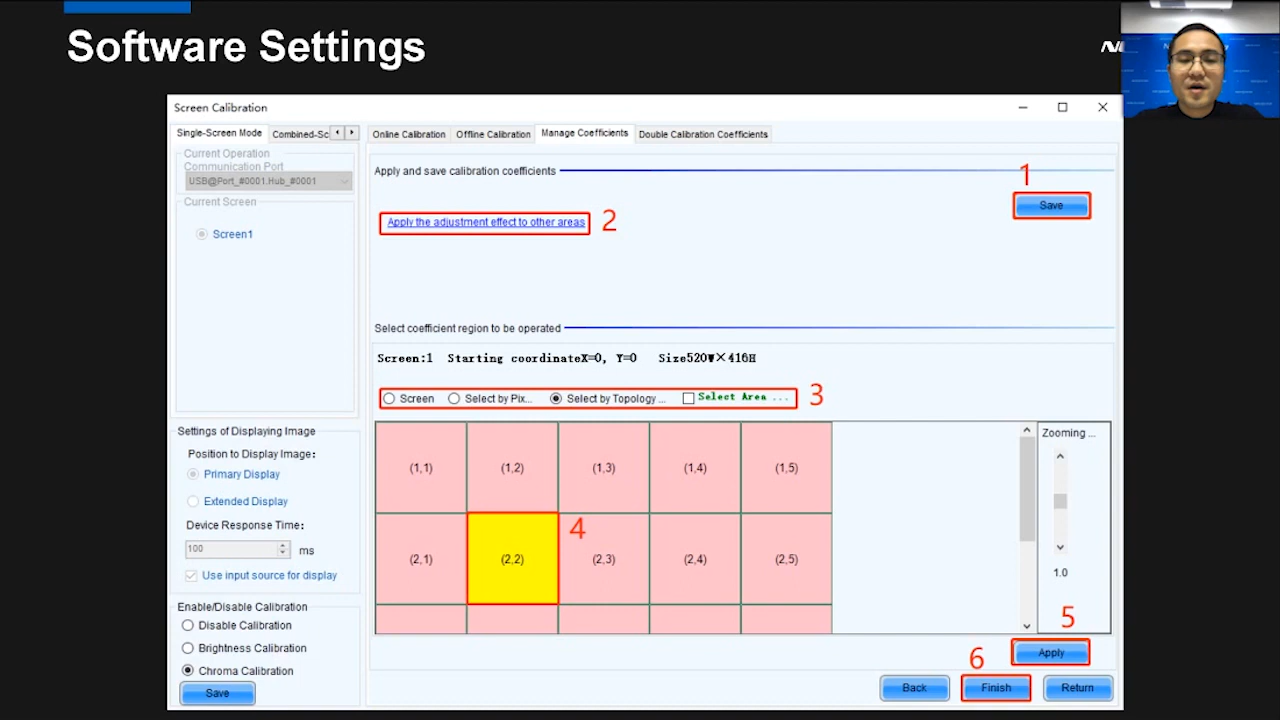 Software Settings
Screen Calibration
Single-Screen Mode
Combined-Sc
Online Calibration
Offline Calibration
Manage Coefficients
Double Calibration Coefficients
Current Operation
Communication Port
USB@Port_#0001.Hub_#0001
Current Screen
Screen1
Apply and save calibration coefficients
1
Save
Apply the adjustment effect to other areas
2
Select coefficient region to be operated
Screen:1 Starting coordinateX=0, Y=0 Size520W×416H
Screen
Select by Pix...
Select by Topology ...
Select Area ...
3
(1,1) (1,2) (1,3) (1,4) (1,5)
(2,1) (2,2) (2,3) (2,4) (2,5)
4
Zooming ...
1.0
5
Apply
6
Back
Finish
Return
Settings of Displaying Image
Position to Display Image:
Primary Display
Extended Display
Device Response Time:
100 ms
Use input source for display
Enable/Disable Calibration
Disable Calibration
Brightness Calibration
Chroma Calibration
Save